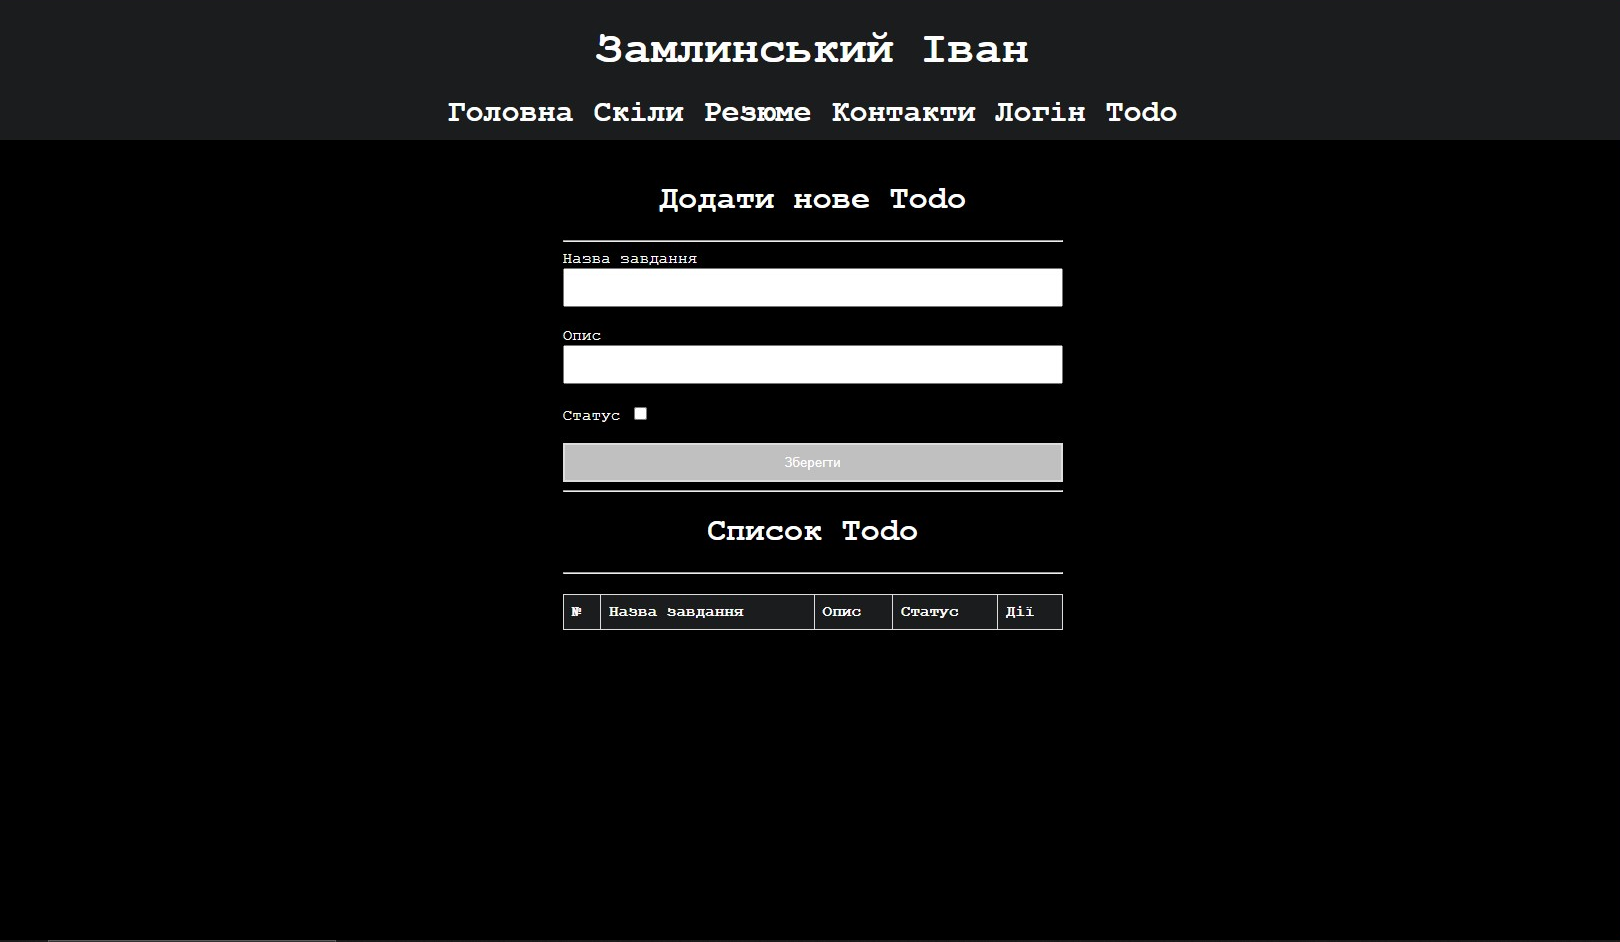 Замлинський Іван
Головна Скіли Резюме Контакти Логін Todo
Додати нове Todo
Назва завдання
Опис
Статус
Зберегти
Список Todo
№ Назва завдання Опис Статус Дії